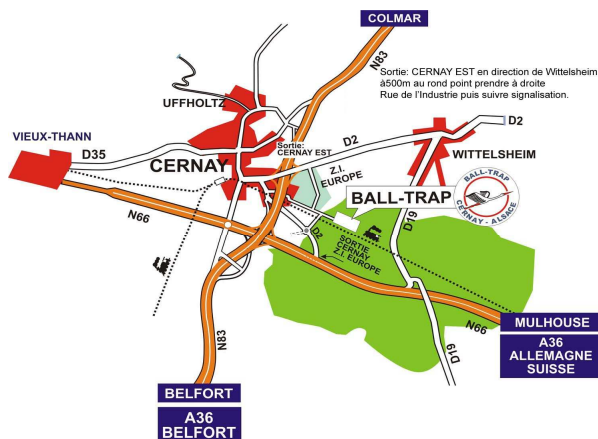 COLMAR
N83
Sortie: CERNAY EST en direction de Wittelsheim
à500m au rond point prendre à droite
Rue de l'Industrie puis suivre signalisation.
UFFHOLTZ
D2
D2
VIEUX-THANN
D35
Sortie:
CERNAY EST
CERNAY
WITTELSHEIM
Z.I.
EUROPE
BALL-TRAP
BALL-TRAP
CERNAY - ALSACE
N66
D19
D2
SORTIE
CERNAY
Z.I. EUROPE
N83
N66
D19
MULHOUSE
A36
ALLEMAGNE
SUISSE
BELFORT
A36
BELFORT